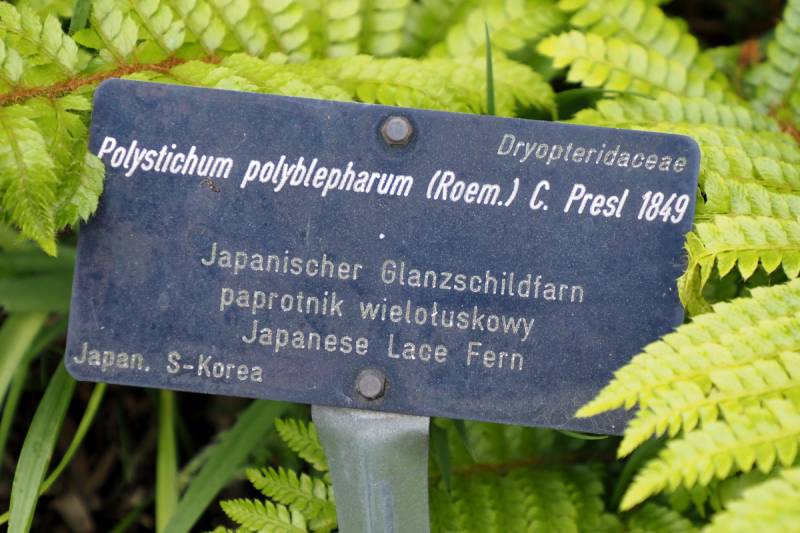 Dryopteridaceae
Polystichum polyblepharum (Roem.) C. Presl 1849
Japanischer Glanzschildfarn
paprotnik wielołuskowy
Japanese Lace Fern
Japan. S-Korea